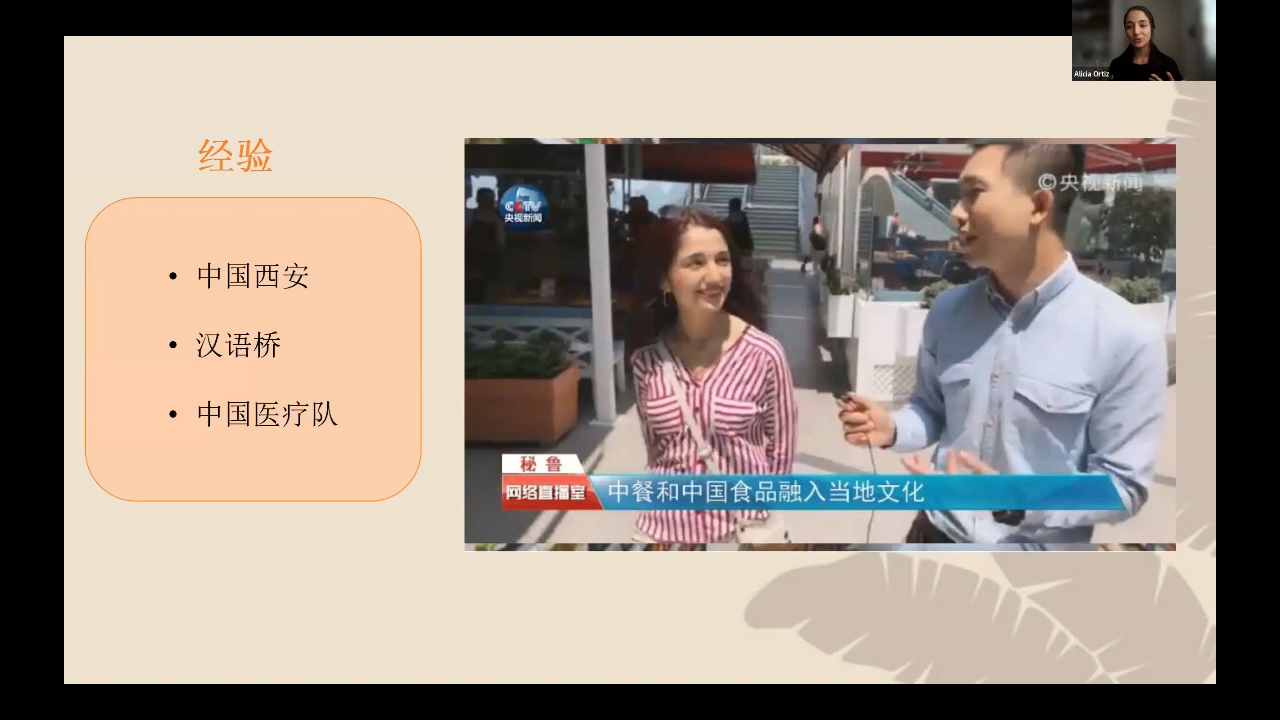 Alicia Ortiz
经验
• 中国西安
• 汉语桥
• 中国医疗队
CCTV
央视新闻
©央视新闻
秘鲁
网络直播室
中餐和中国食品融入当地文化